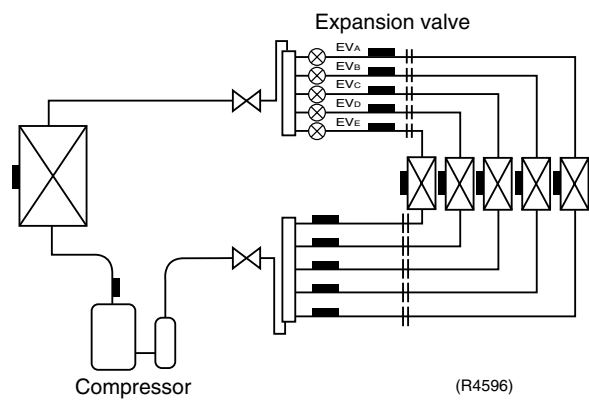 Expansion valve
EVA
EVB
EVC
EVD
EVE
Compressor
(R4596)